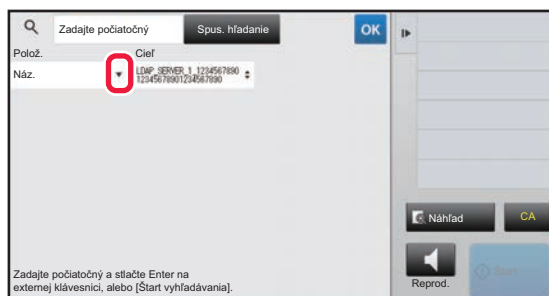 Zadajte počiatočný
Spus. hľadanie
OK
Polož.
Cieľ
Náz.
LDAP_SERVER_1_1234567890
12345678901234567890
Náhľad
CA
Reprod.
Start
Zadajte počiatočný a stlačte Enter na
externej klávesnici, alebo [Štart vyhľadávania].